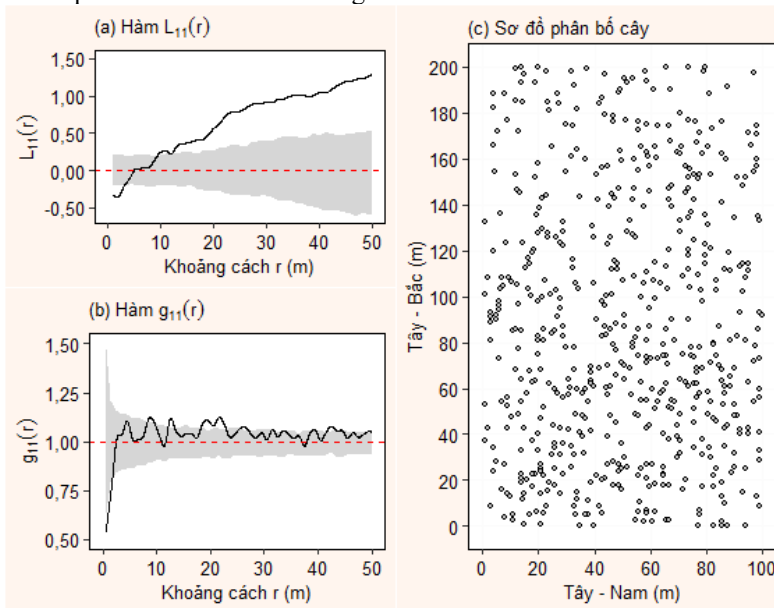 (a) Hàm L₁₁(r)
1,50
1,00
0,50
0,00
-0,50
L₁₁(r)
0 10 20 30 40 50
Khoảng cách r (m)
(b) Hàm g₁₁(r)
1,50
1,25
1,00
0,75
0,50
g₁₁(r)
0 10 20 30 40 50
Khoảng cách r (m)
(c) Sơ đồ phân bố cây
200
180
160
140
120
100
80
60
40
20
0
Tây - Bắc (m)
0 20 40 60 80 100
Tây - Nam (m)